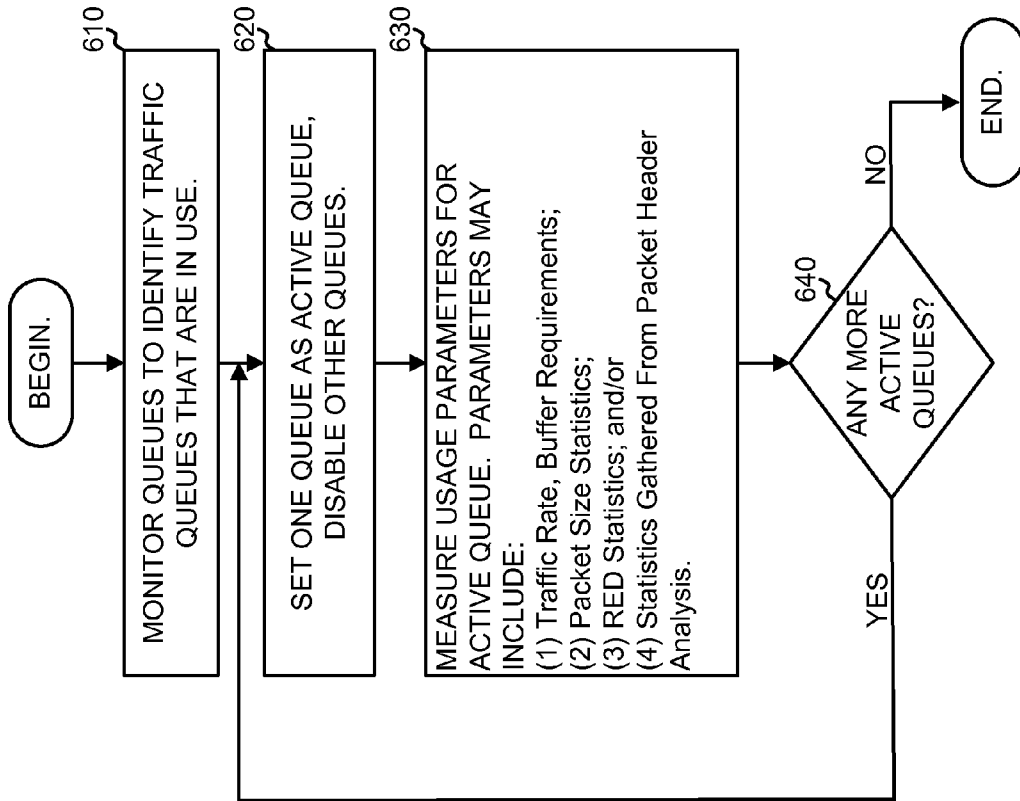 BEGIN.
610
MONITOR QUEUES TO IDENTIFY TRAFFIC
QUEUES THAT ARE IN USE.
620
SET ONE QUEUE AS ACTIVE QUEUE,
DISABLE OTHER QUEUES.
630
MEASURE USAGE PARAMETERS FOR
ACTIVE QUEUE. PARAMETERS MAY
INCLUDE:
(1) Traffic Rate, Buffer Requirements;
(2) Packet Size Statistics;
(3) RED Statistics; and/or
(4) Statistics Gathered From Packet Header
Analysis.
640
ANY MORE
ACTIVE
QUEUES?
YES
NO
END.